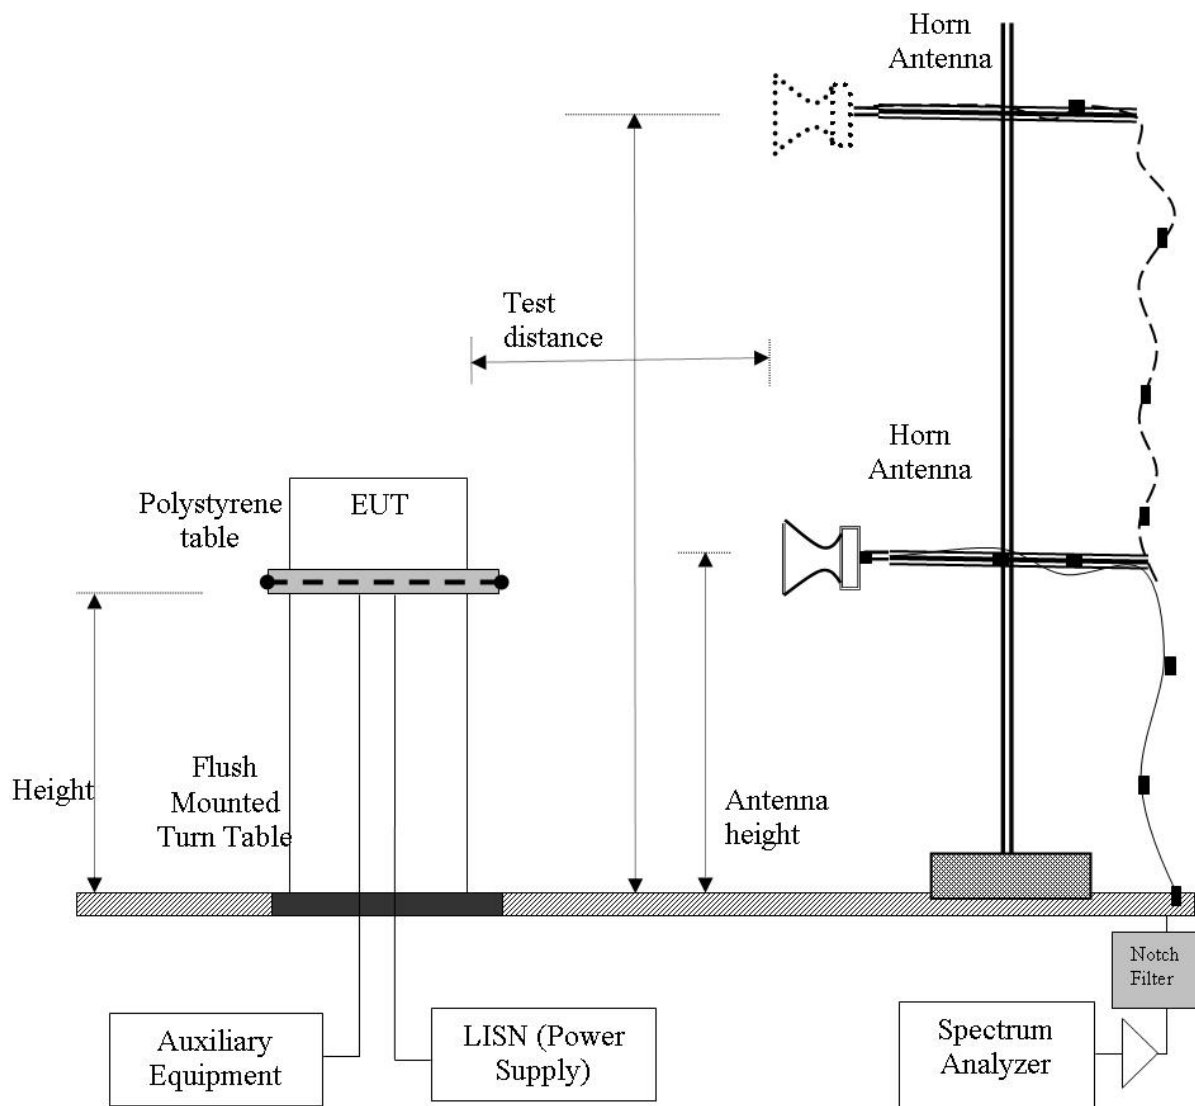 Horn
Antenna
Test
distance
Horn
Antenna
Polystyrene
table
EUT
Height
Flush
Mounted
Turn Table
Antenna
height
Notch
Filter
Auxiliary
Equipment
LISN (Power
Supply)
Spectrum
Analyzer